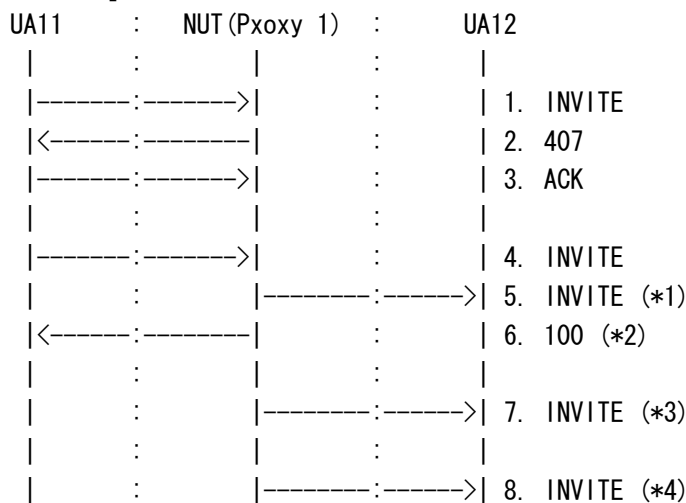 UA11 : NUT(Pxoxy 1) : UA12
| : | : |
|------:------->| : | 1. INVITE
|<------:-------| : | 2. 407
|------:------->| : | 3. ACK
| : | : |
|------:------->| : | 4. INVITE
| : |--------:------>| 5. INVITE (*1)
|<------:-------| : | 6. 100 (*2)
| : | : |
| : |--------:------>| 7. INVITE (*3)
| : | : |
| : |--------:------>| 8. INVITE (*4)